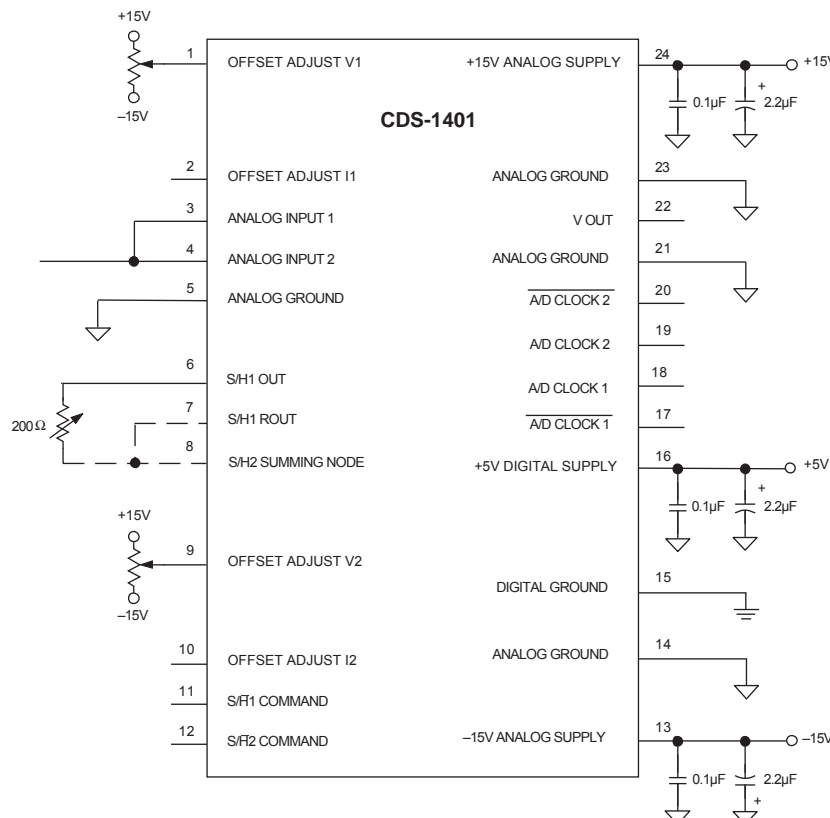 +15V
–15V
1
OFFSET ADJUST V1
+15V ANALOG SUPPLY
24
+15V
0.1µF
+
2.2µF
CDS-1401
2
OFFSET ADJUST I1
ANALOG GROUND
23
3
ANALOG INPUT 1
V OUT
22
4
ANALOG INPUT 2
ANALOG GROUND
21
5
ANALOG GROUND
A/D CLOCK 2
20
A/D CLOCK 2
19
6
S/H1 OUT
A/D CLOCK 1
18
200Ω
7
S/H1 ROUT
A/D CLOCK 1
17
8
S/H2 SUMMING NODE
+5V DIGITAL SUPPLY
16
+5V
0.1µF
+
2.2µF
+15V
–15V
9
OFFSET ADJUST V2
DIGITAL GROUND
15
10
OFFSET ADJUST I2
ANALOG GROUND
14
11
S/H1 COMMAND
12
S/H2 COMMAND
–15V ANALOG SUPPLY
13
–15V
0.1µF
2.2µF
+